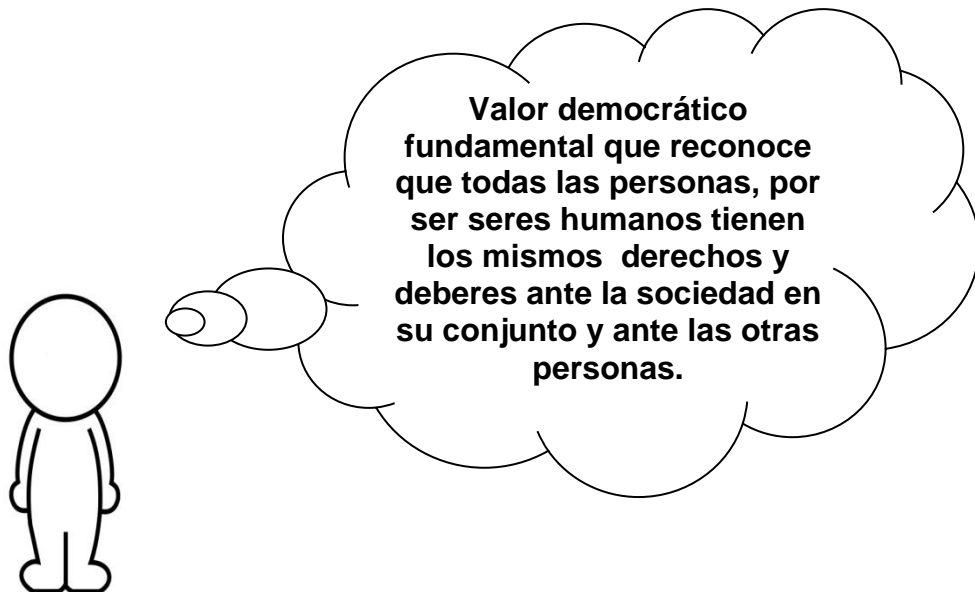 Valor democrático
fundamental que reconoce
que todas las personas, por
ser seres humanos tienen
los mismos  derechos y
deberes ante la sociedad en
su conjunto y ante las otras
personas.